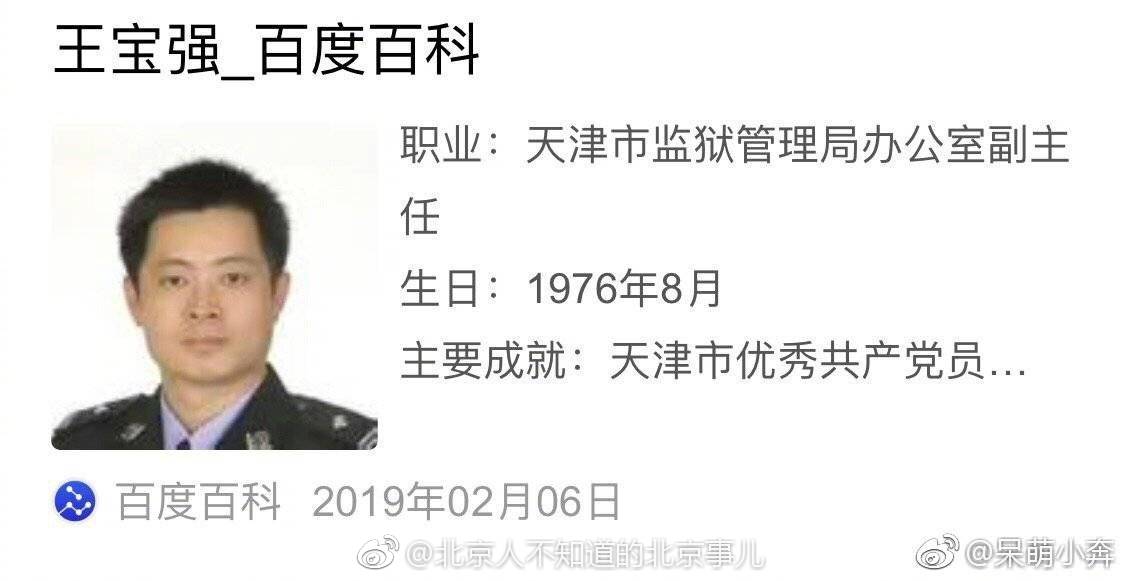 王宝强_百度百科
职业：天津市监狱管理局办公室副主
任
生日：1976年8月
主要成就：天津市优秀共产党员...
百度百科 2019年02月06日
@北京人不知道的北京事儿
@呆萌小奔